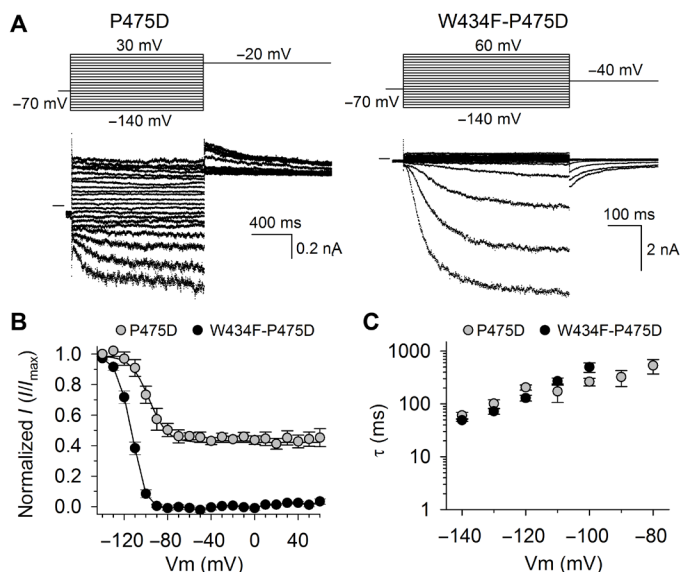 A
P475D
W434F-P475D
30 mV
−20 mV
−70 mV
−140 mV
60 mV
−40 mV
−70 mV
−140 mV
400 ms
0.2 nA
100 ms
2 nA
B
P475D
W434F-P475D
Normalized I (I/Imax)
1.0
0.8
0.6
0.4
0.2
0.0
−120 −80 −40 0 40
Vm (mV)
C
P475D
W434F-P475D
τ (ms)
1000
100
10
1
−140 −120 −100 −80
Vm (mV)